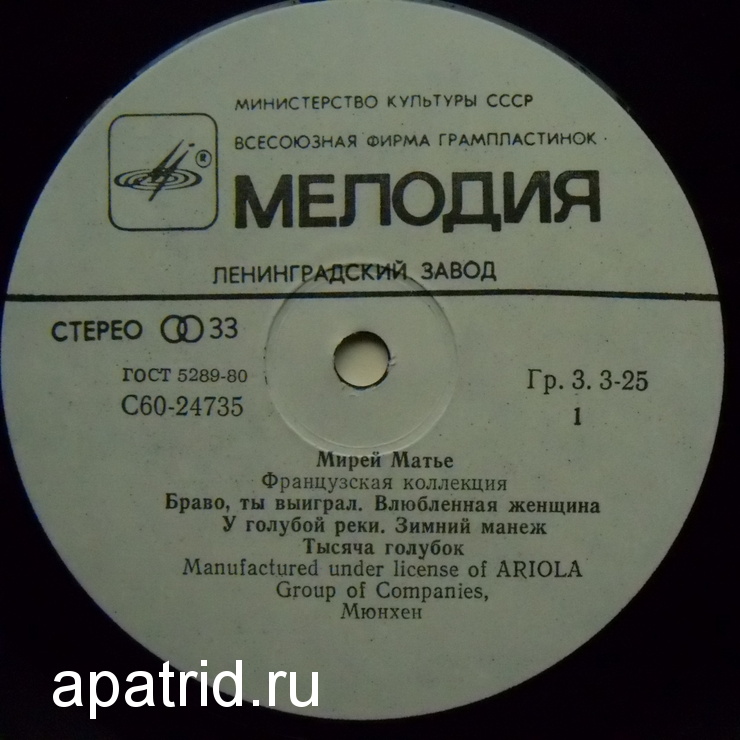 МИНИСТЕРСТВО КУЛЬТУРЫ СССР
ВСЕСОЮЗНАЯ ФИРМА ГРАМПЛАСТИНОК
®
МЕЛОДИЯ
ЛЕНИНГРАДСКИЙ ЗАВОД
СТЕРЕО 33
ГОСТ 5289-80
С60-24735
Гр. 3. 3-25
1
Мирей Матье
Французская коллекция
Браво, ты выиграл. Влюбленная женщина
У голубой реки. Зимний манеж
Тысяча голубок
Manufactured under license of ARIOLA
Group of Companies,
Мюнхен
apatrid.ru